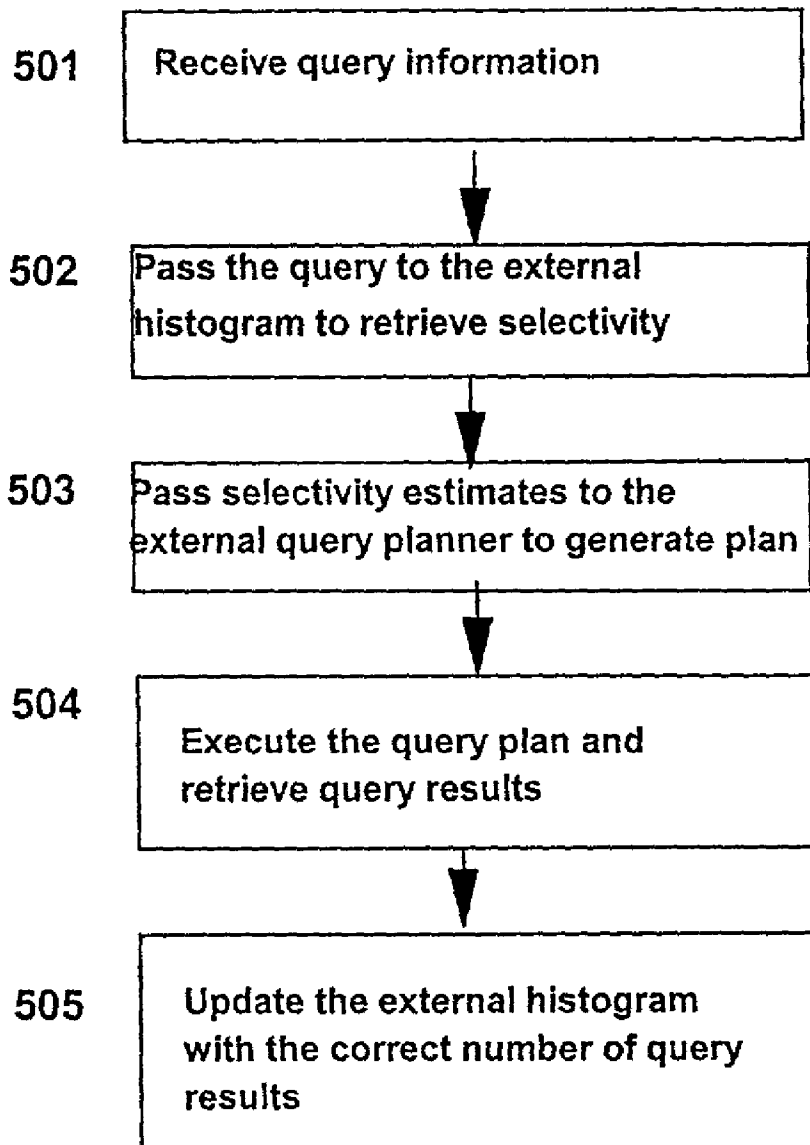 501 Receive query information
502 Pass the query to the external
histogram to retrieve selectivity
503 Pass selectivity estimates to the
external query planner to generate plan
504
Execute the query plan and
retrieve query results
505 Update the external histogram
with the correct number of query
results